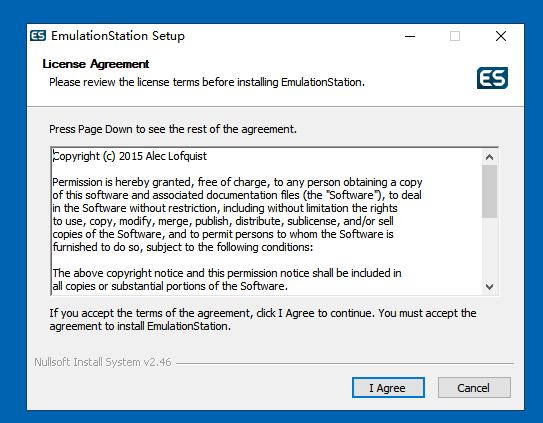 ES EmulationStation Setup
License Agreement
Please review the license terms before installing EmulationStation.
ES
Press Page Down to see the rest of the agreement.
Copyright (c) 2015 Alec Lofquist
Permission is hereby granted, free of charge, to any person obtaining a copy
of this software and associated documentation files (the "Software"), to deal
in the Software without restriction, including without limitation the rights
to use, copy, modify, merge, publish, distribute, sublicense, and/or sell
copies of the Software, and to permit persons to whom the Software is
furnished to do so, subject to the following conditions:
The above copyright notice and this permission notice shall be included in
all copies or substantial portions of the Software.
If you accept the terms of the agreement, click I Agree to continue. You must accept the
agreement to install EmulationStation.
Nullsoft Install System v2.46
I Agree
Cancel